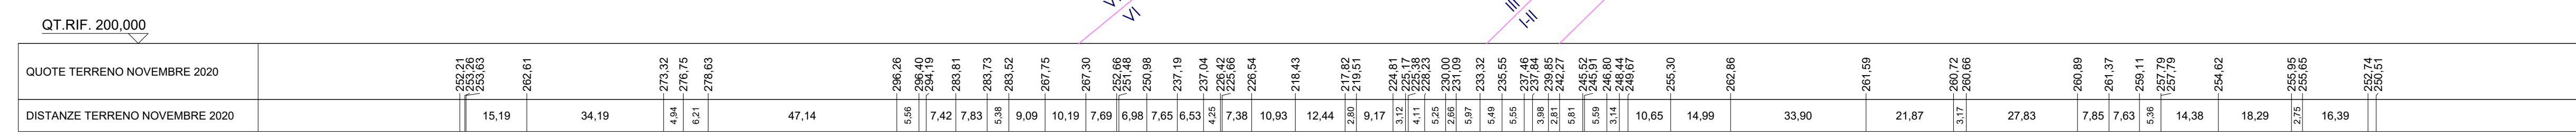 VI
III
I-II
QT.RIF. 200,000
QUOTE TERRENO NOVEMBRE 2020 252,21 253,26 253,63 262,61 273,32 276,75 278,63 296,26 296,40 294,19 283,81 283,73 283,52 267,75 267,30 252,66 251,48 250,98 237,19 237,04 226,42 225,66 226,54 218,43 217,82 219,51 224,81 225,17 225,38 228,23 230,00 231,09 233,32 235,55 237,46 237,84 239,85 242,27 245,52 245,91 246,80 248,44 249,67 255,30 262,86 261,59 260,72 260,66 260,89 261,37 259,11 257,79 257,79 254,62 255,95 255,65 252,74 250,51
DISTANZE TERRENO NOVEMBRE 2020 15,19 34,19 4,94 6,21 47,14 5,56 7,42 7,83 5,38 9,09 10,19 7,69 6,98 7,65 6,53 4,25 7,38 10,93 12,44 2,80 9,17 3,12 4,11 5,25 2,66 5,97 5,49 5,55 3,98 2,81 5,81 5,59 3,14 10,65 14,99 33,90 21,87 3,17 27,83 7,85 7,63 5,36 14,38 18,29 2,75 16,39